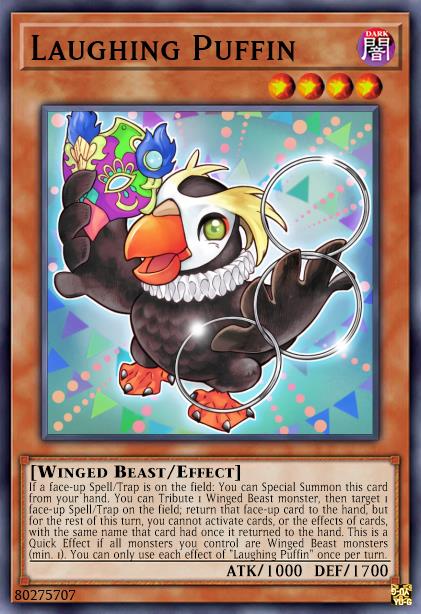 LAUGHING PUFFIN
DARK
闇
[WINGED BEAST/EFFECT]
If a face-up Spell/Trap is on the field: You can Special Summon this card
from your hand. You can Tribute 1 Winged Beast monster, then target 1
face-up Spell/Trap on the field; return that face-up card to the hand, but
for the rest of this turn, you cannot activate cards, or the effects of cards,
with the same name that card had once it returned to the hand. This is a
Quick Effect if all monsters you control are Winged Beast monsters
(min. 1). You can only use each effect of "Laughing Puffin" once per turn.
ATK/1000 DEF/1700
80275707